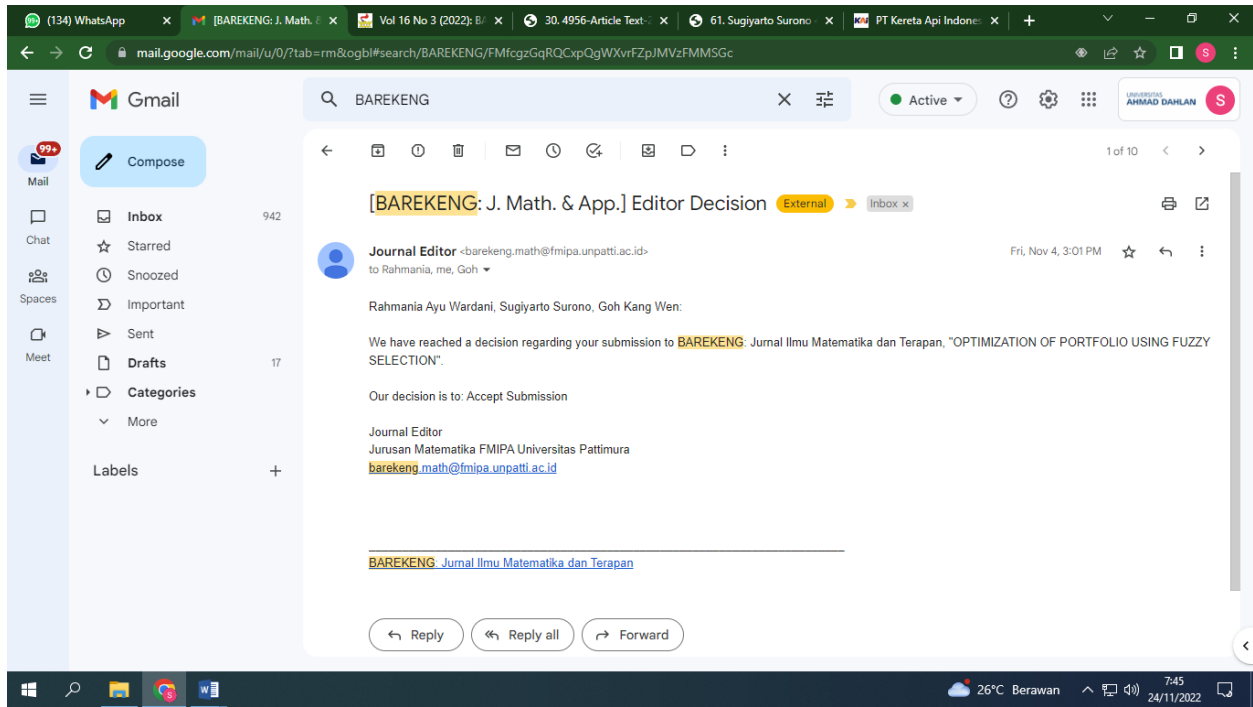 (134) WhatsApp
[BAREKENG: J. Math. &
Vol 16 No 3 (2022): BA
30. 4956-Article Text-2
61. Sugiyarto Surono
KAI PT Kereta Api Indones
mail.google.com/mail/u/0/?tab=rm&ogbl#search/BAREKENG/FMfcgzGqRQCxpQgWXvrFZpJMVzFMMSGc
S
Gmail
BAREKENG
Active
UNIVERSITAS
AHMAD DAHLAN
S
99+
Mail
Chat
Spaces
Meet
Compose
Inbox 942
Starred
Snoozed
Important
Sent
Drafts 17
Categories
More
Labels +
1 of 10
[BAREKENG: J. Math. & App.] Editor Decision External Inbox x
Journal Editor <barekeng.math@fmipa.unpatti.ac.id> Fri, Nov 4, 3:01 PM
to Rahmania, me, Goh
Rahmania Ayu Wardani, Sugiyarto Surono, Goh Kang Wen:
We have reached a decision regarding your submission to BAREKENG: Jurnal Ilmu Matematika dan Terapan, "OPTIMIZATION OF PORTFOLIO USING FUZZY
SELECTION".
Our decision is to: Accept Submission
Journal Editor
Jurusan Matematika FMIPA Universitas Pattimura
barekeng.math@fmipa.unpatti.ac.id
BAREKENG: Jurnal Ilmu Matematika dan Terapan
Reply
Reply all
Forward
26°C Berawan
7:45
24/11/2022